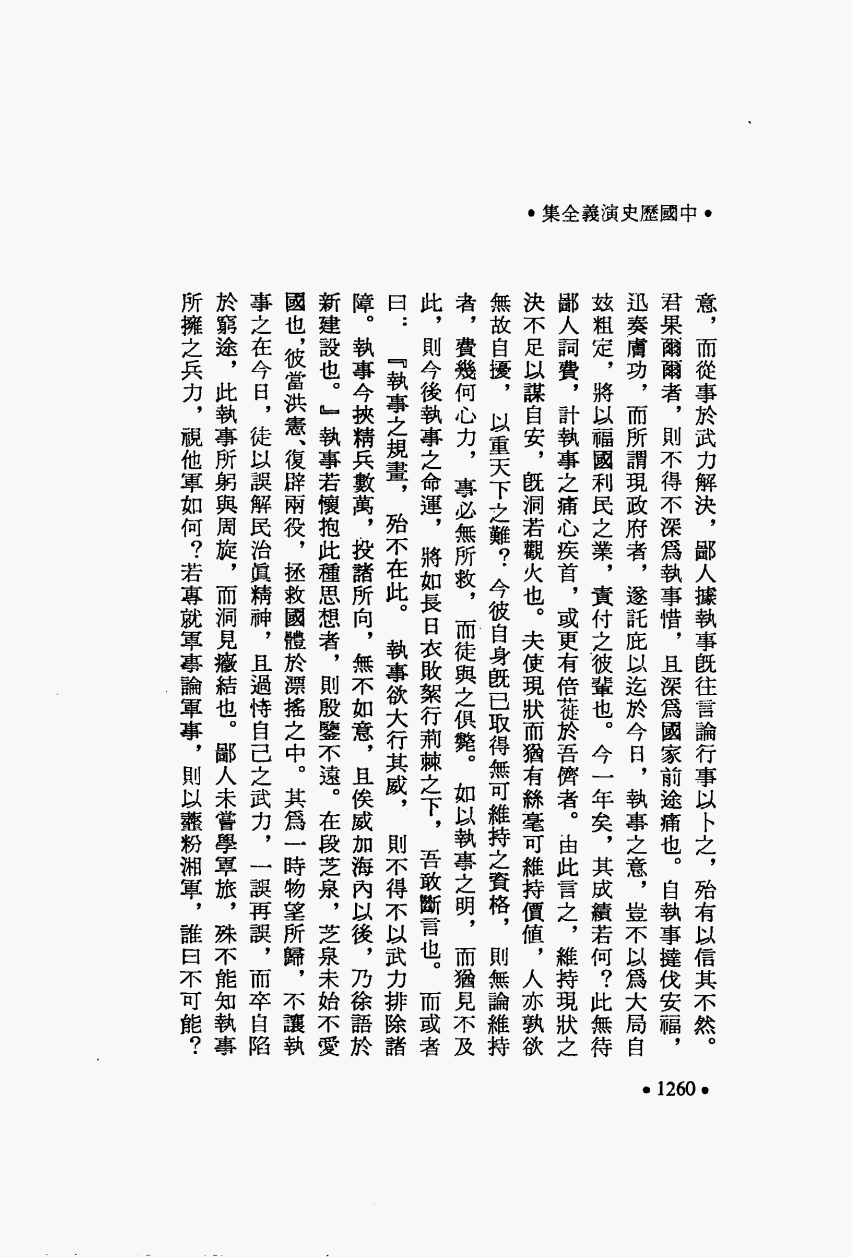 •中國歷史演義全集•
意，而從事於武力解決，鄙人據執事旣往言論行事以卜之，殆有以信其不然。
君果爾爾者，則不得不深爲執事惜，且深爲國家前途痛也。自執事撻伐安福，
迅奏膚功，而所謂現政府者，遂託庇以迄於今日，執事之意，豈不以爲大局自
茲粗定，將以福國利民之業，責付之彼輩也。今一年矣，其成績若何？此無待
鄙人詞費，計執事之痛心疾首，或更有倍蓰於吾儕者。由此言之，維持現狀之
決不足以謀自安，旣洞若觀火也。夫使現狀而猶有絲毫可維持價值，人亦孰欲
無故自擾，以重天下之難？今彼自身旣已取得無可維持之資格，則無論維持
者，費幾何心力，事必無所救，而徒與之俱斃。如以執事之明，而猶見不及
此，則今後執事之命運，將如長日衣敗絮行荊棘之下，吾敢斷言也。而或者
曰：『執事之規畫，殆不在此。執事欲大行其威，則不得不以武力排除諸
障。執事今挾精兵數萬，投諸所向，無不如意，且俟威加海內以後，乃徐語於
新建設也。』執事若懷抱此種思想者，則殷鑒不遠。在段芝泉，芝泉未始不愛
國也，彼當洪憲、復辟兩役，拯救國體於漂搖之中。其爲一時物望所歸，不讓執
事之在今日，徒以誤解民治眞精神，且過恃自己之武力，一誤再誤，而卒自陷
於窮途，此執事所躬與周旋，而洞見癥結也。鄙人未嘗學軍旅，殊不能知執事
所擁之兵力，視他軍如何？若專就軍事論軍事，則以虀粉湘軍，誰曰不可能？
•1260•